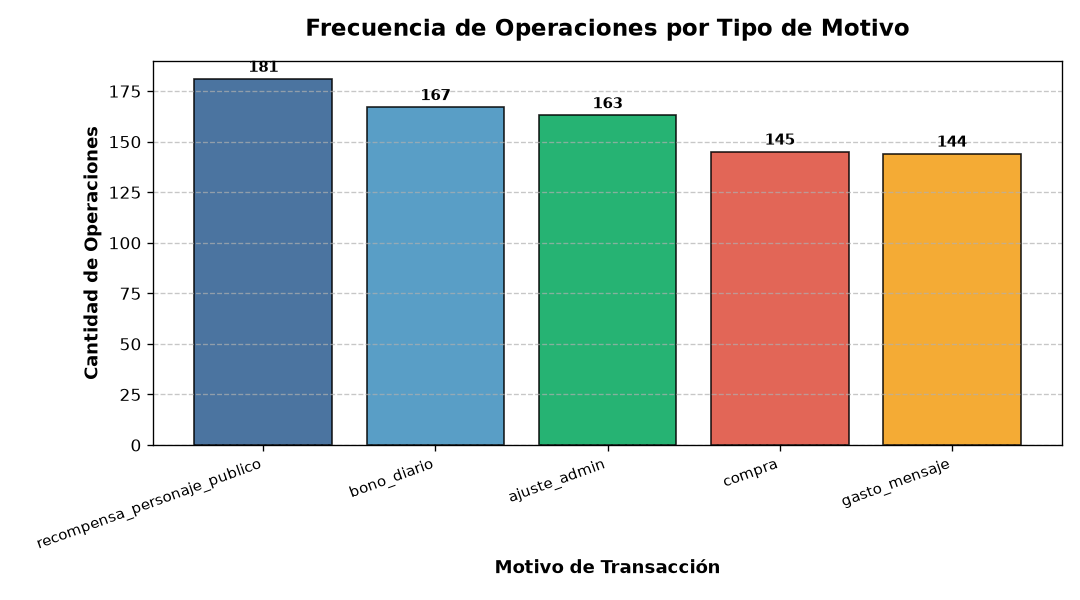 Frecuencia de Operaciones por Tipo de Motivo
Cantidad de Operaciones
175
150
125
100
75
50
25
0
181
167
163
145
144
recompensa_personaje_publico
bono_diario
ajuste_admin
compra
gasto_mensaje
Motivo de Transacción